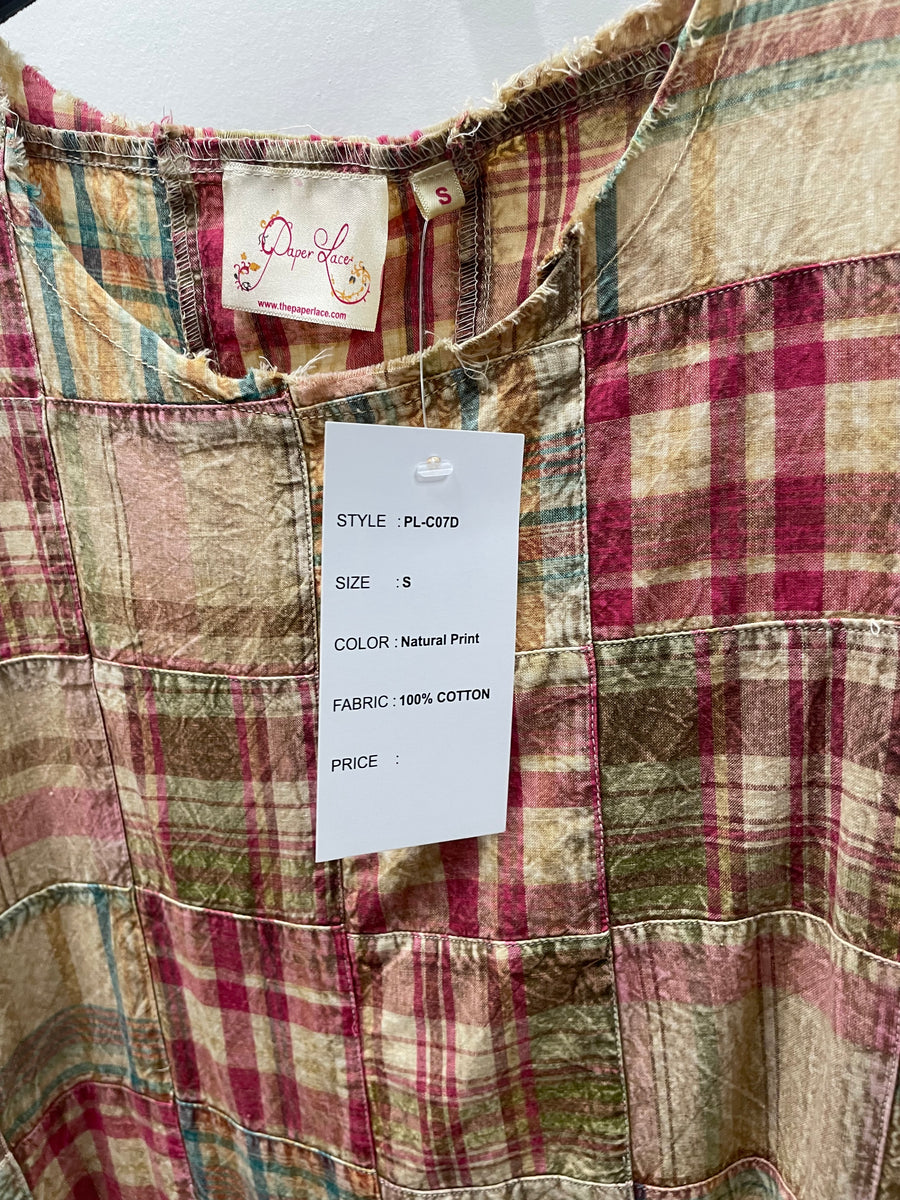 Paper Lace
www.thepaperlace.com
S
STYLE : PL-C07D
SIZE : S
COLOR : Natural Print
FABRIC : 100% COTTON
PRICE :